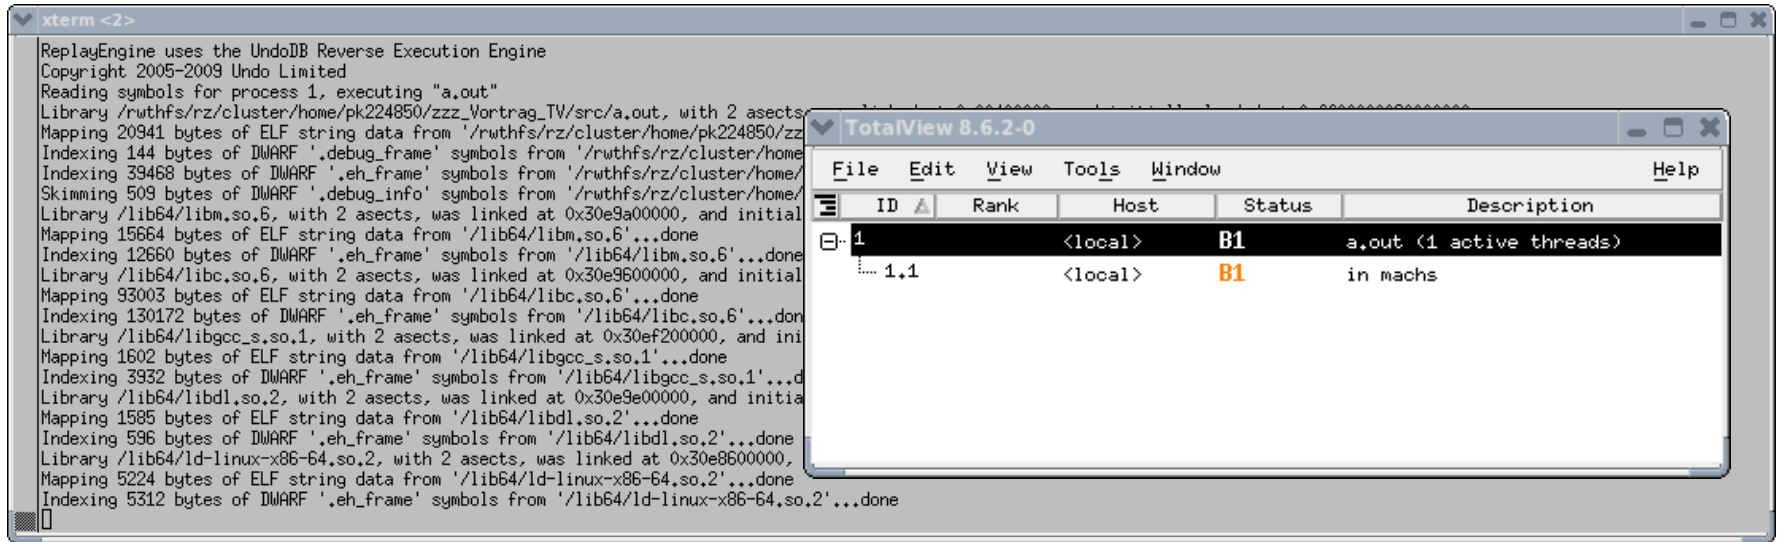 xterm <2>
ReplayEngine uses the UndoDB Reverse Execution Engine
Copyright 2005-2009 Undo Limited
Reading symbols for process 1, executing "a.out"
Library /rwthfs/rz/cluster/home/pk224850/zzz_Vortrag_TV/src/a.out, with 2 asects
Mapping 20941 bytes of ELF string data from '/rwthfs/rz/cluster/home/pk224850/zz
Indexing 144 bytes of DWARF '.debug_frame' symbols from '/rwthfs/rz/cluster/home
Indexing 39468 bytes of DWARF '.eh_frame' symbols from '/rwthfs/rz/cluster/home/
Skimming 509 bytes of DWARF '.debug_info' symbols from '/rwthfs/rz/cluster/home/
Library /lib64/libm.so.6, with 2 asects, was linked at 0x30e9a00000, and initial
Mapping 15664 bytes of ELF string data from '/lib64/libm.so.6'...done
Indexing 12660 bytes of DWARF '.eh_frame' symbols from '/lib64/libm.so.6'...done
Library /lib64/libc.so.6, with 2 asects, was linked at 0x30e9600000, and initial
Mapping 93003 bytes of ELF string data from '/lib64/libc.so.6'...done
Indexing 130172 bytes of DWARF '.eh_frame' symbols from '/lib64/libc.so.6'...don
Library /lib64/libgcc_s.so.1, with 2 asects, was linked at 0x30ef200000, and ini
Mapping 1602 bytes of ELF string data from '/lib64/libgcc_s.so.1'...done
Indexing 3932 bytes of DWARF '.eh_frame' symbols from '/lib64/libgcc_s.so.1'...d
Library /lib64/libdl.so.2, with 2 asects, was linked at 0x30e9e00000, and initia
Mapping 1585 bytes of ELF string data from '/lib64/libdl.so.2'...done
Indexing 596 bytes of DWARF '.eh_frame' symbols from '/lib64/libdl.so.2'...done
Library /lib64/ld-linux-x86-64.so.2, with 2 asects, was linked at 0x30e8600000,
Mapping 5224 bytes of ELF string data from '/lib64/ld-linux-x86-64.so.2'...done
Indexing 5312 bytes of DWARF '.eh_frame' symbols from '/lib64/ld-linux-x86-64.so.2'...done
TotalView 8.6.2-0
File Edit View Tools Window Help
ID Rank Host Status Description
1 <local> B1 a.out (1 active threads)
1.1 <local> B1 in machs